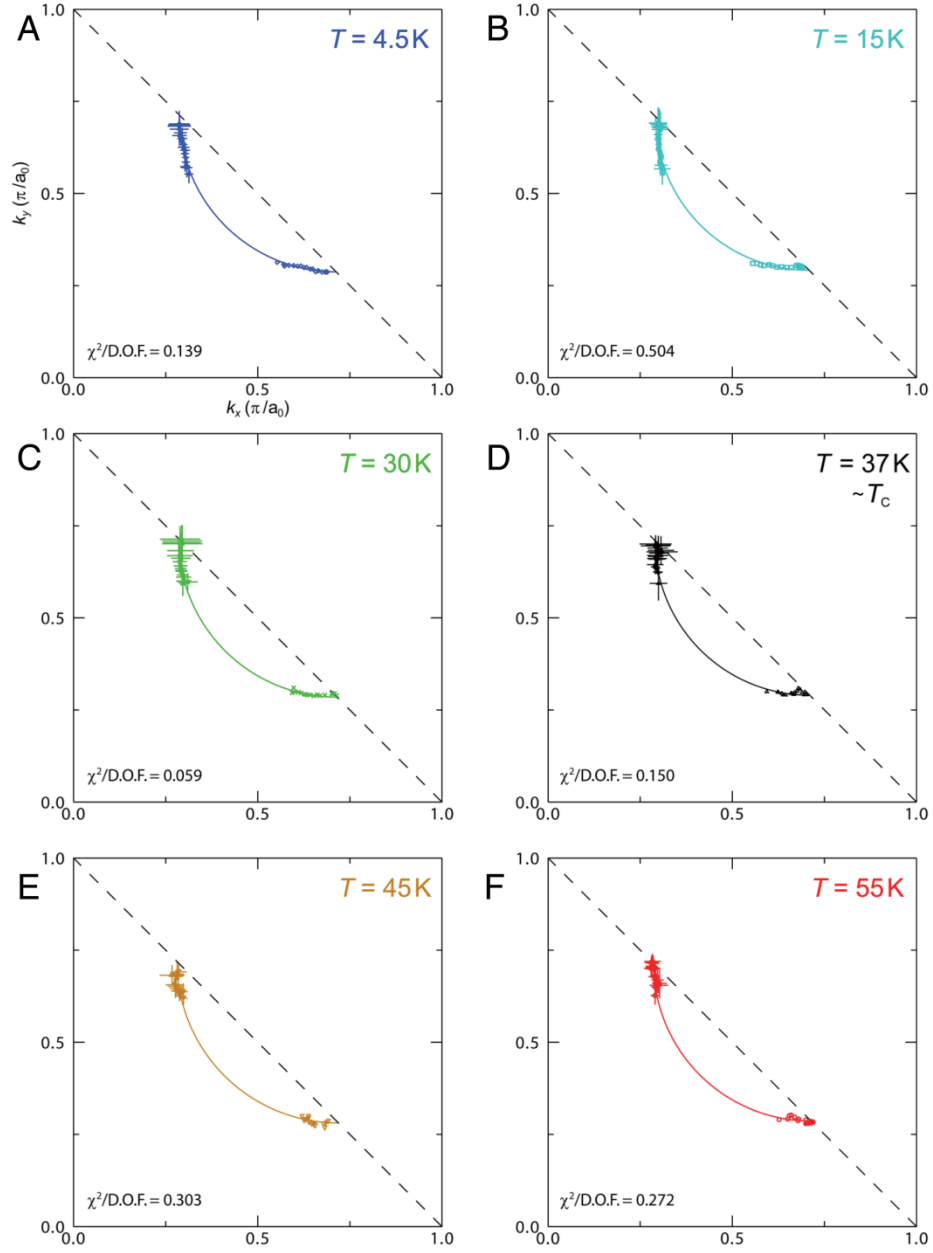 A
T = 4.5 K
1.0
0.5
0.0
k_y (π/a₀)
χ²/D.O.F. = 0.139
0.0
0.5
1.0
k_x (π/a₀)
B
T = 15 K
1.0
0.5
0.0
χ²/D.O.F. = 0.504
0.0
0.5
1.0
C
T = 30 K
1.0
0.5
0.0
χ²/D.O.F. = 0.059
0.0
0.5
1.0
D
T = 37 K
~ T_C
1.0
0.5
0.0
χ²/D.O.F. = 0.150
0.0
0.5
1.0
E
T = 45 K
1.0
0.5
0.0
χ²/D.O.F. = 0.303
0.0
0.5
1.0
F
T = 55 K
1.0
0.5
0.0
χ²/D.O.F. = 0.272
0.0
0.5
1.0